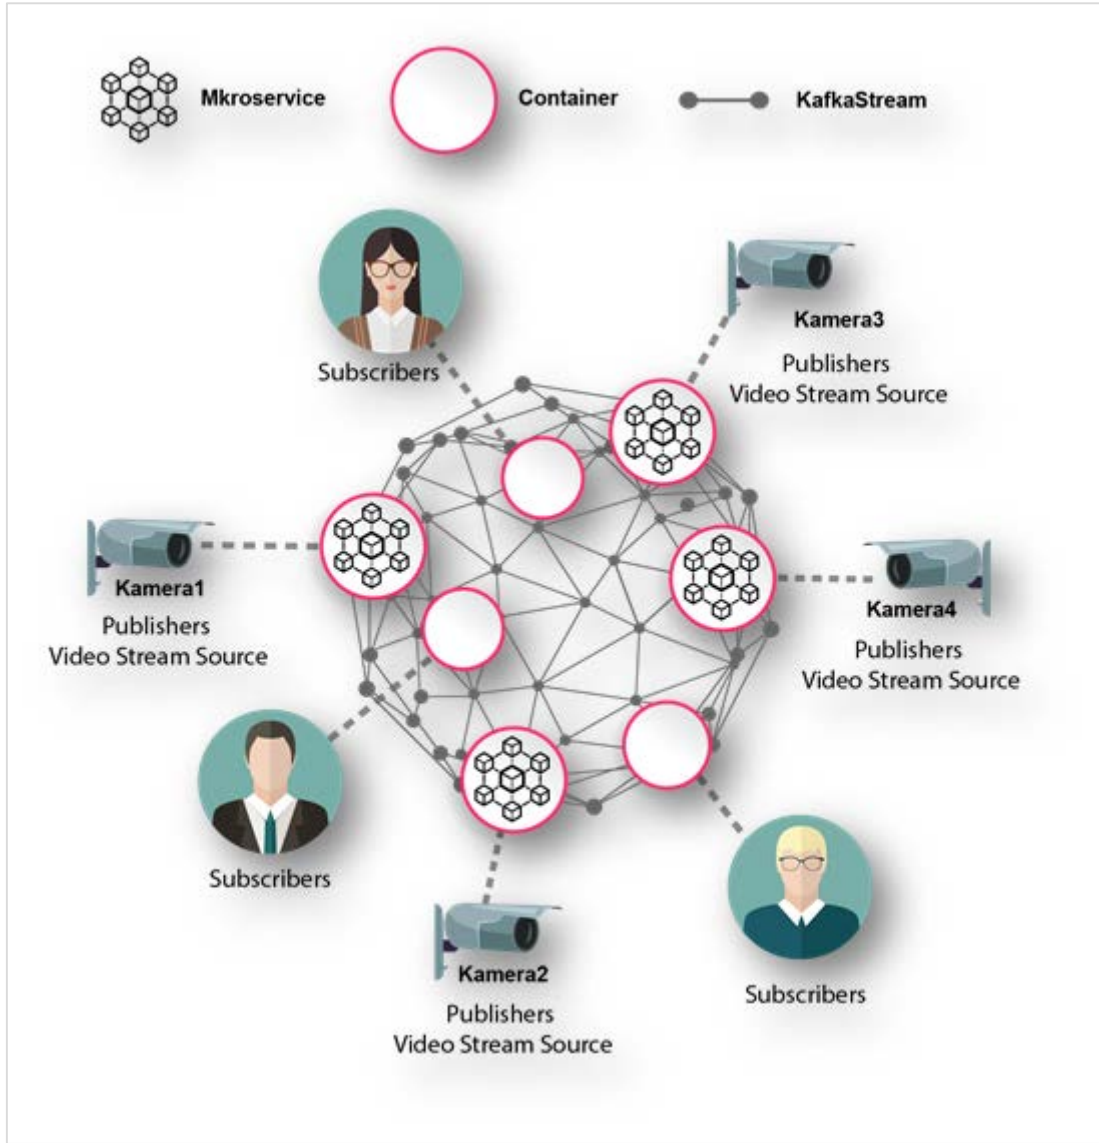 Mkroservice
Container
KafkaStream
Subscribers
Kamera3
Publishers
Video Stream Source
Kamera1
Publishers
Video Stream Source
Kamera4
Publishers
Video Stream Source
Subscribers
Kamera2
Publishers
Video Stream Source
Subscribers